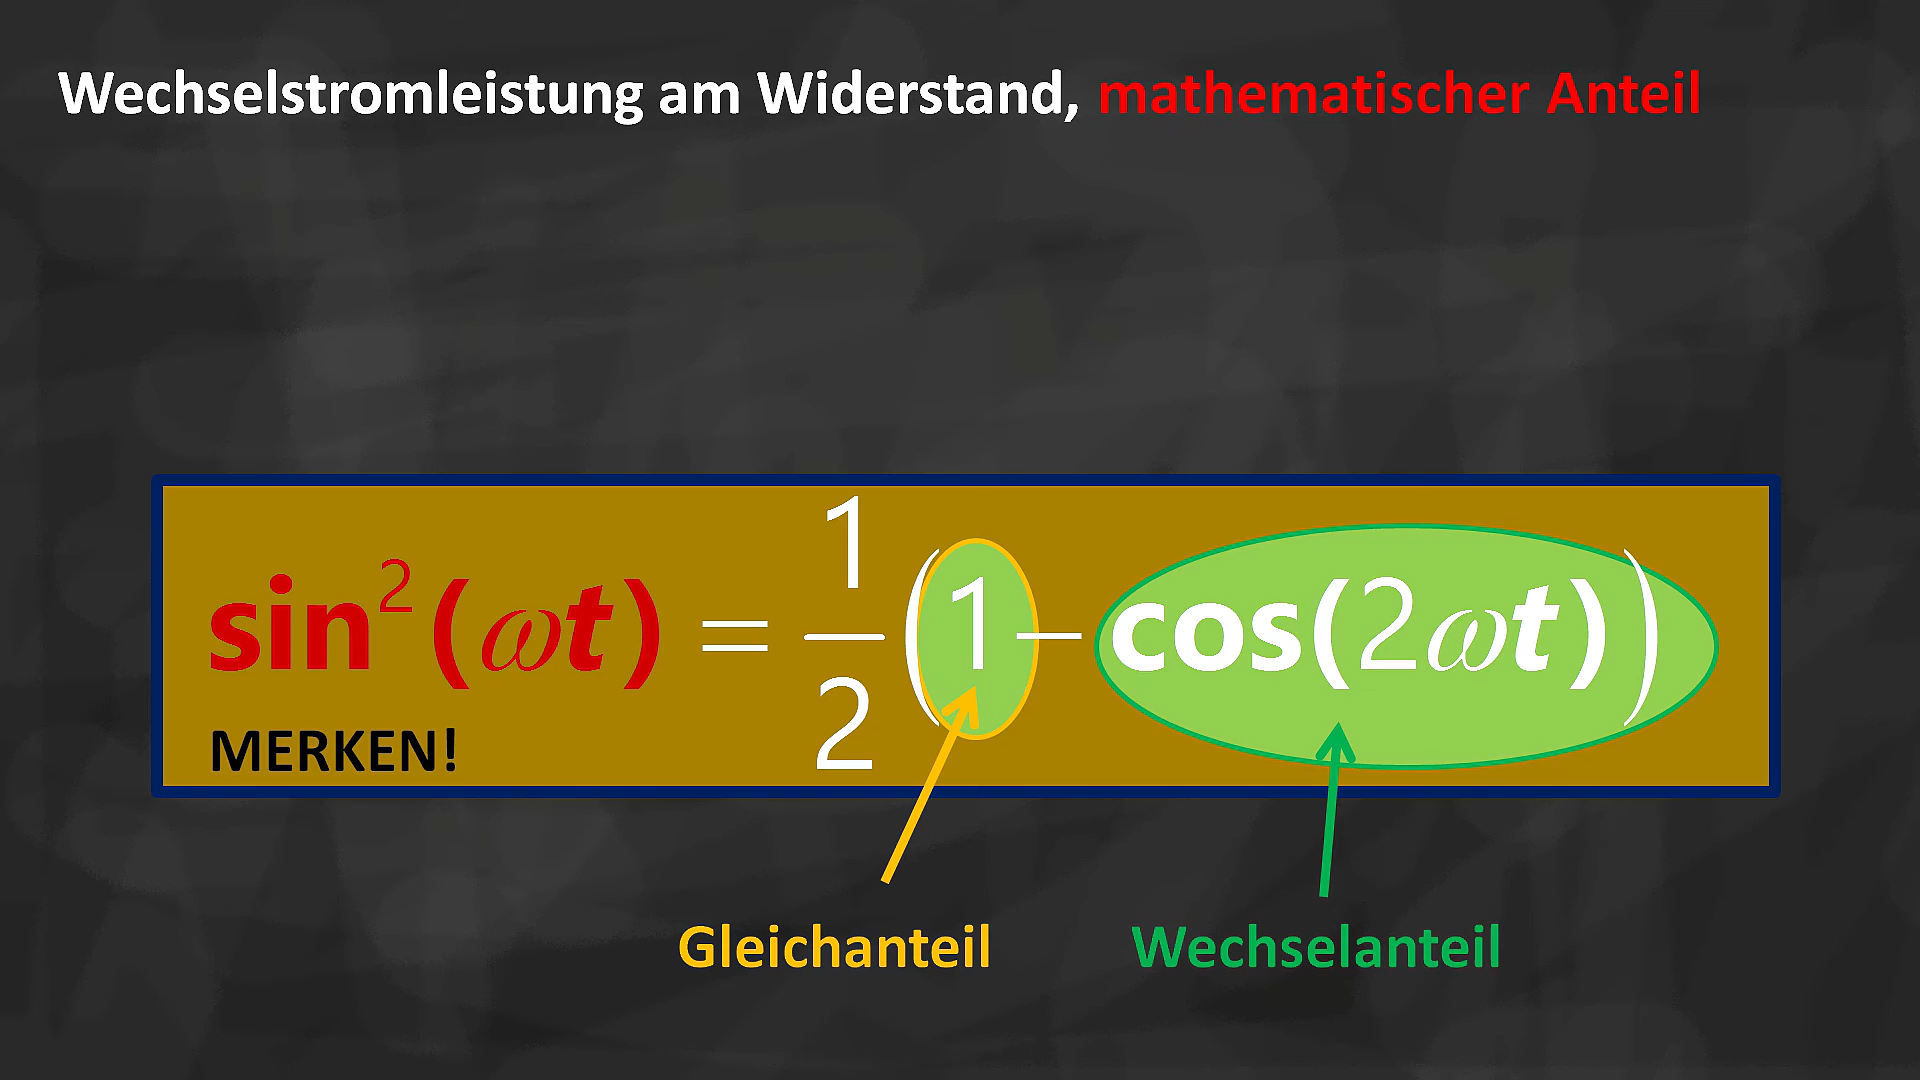 Wechselstromleistung am Widerstand, mathematischer Anteil
sin²(ωt) = 1/2 (1 − cos(2ωt))
MERKEN!
Gleichanteil
Wechselanteil